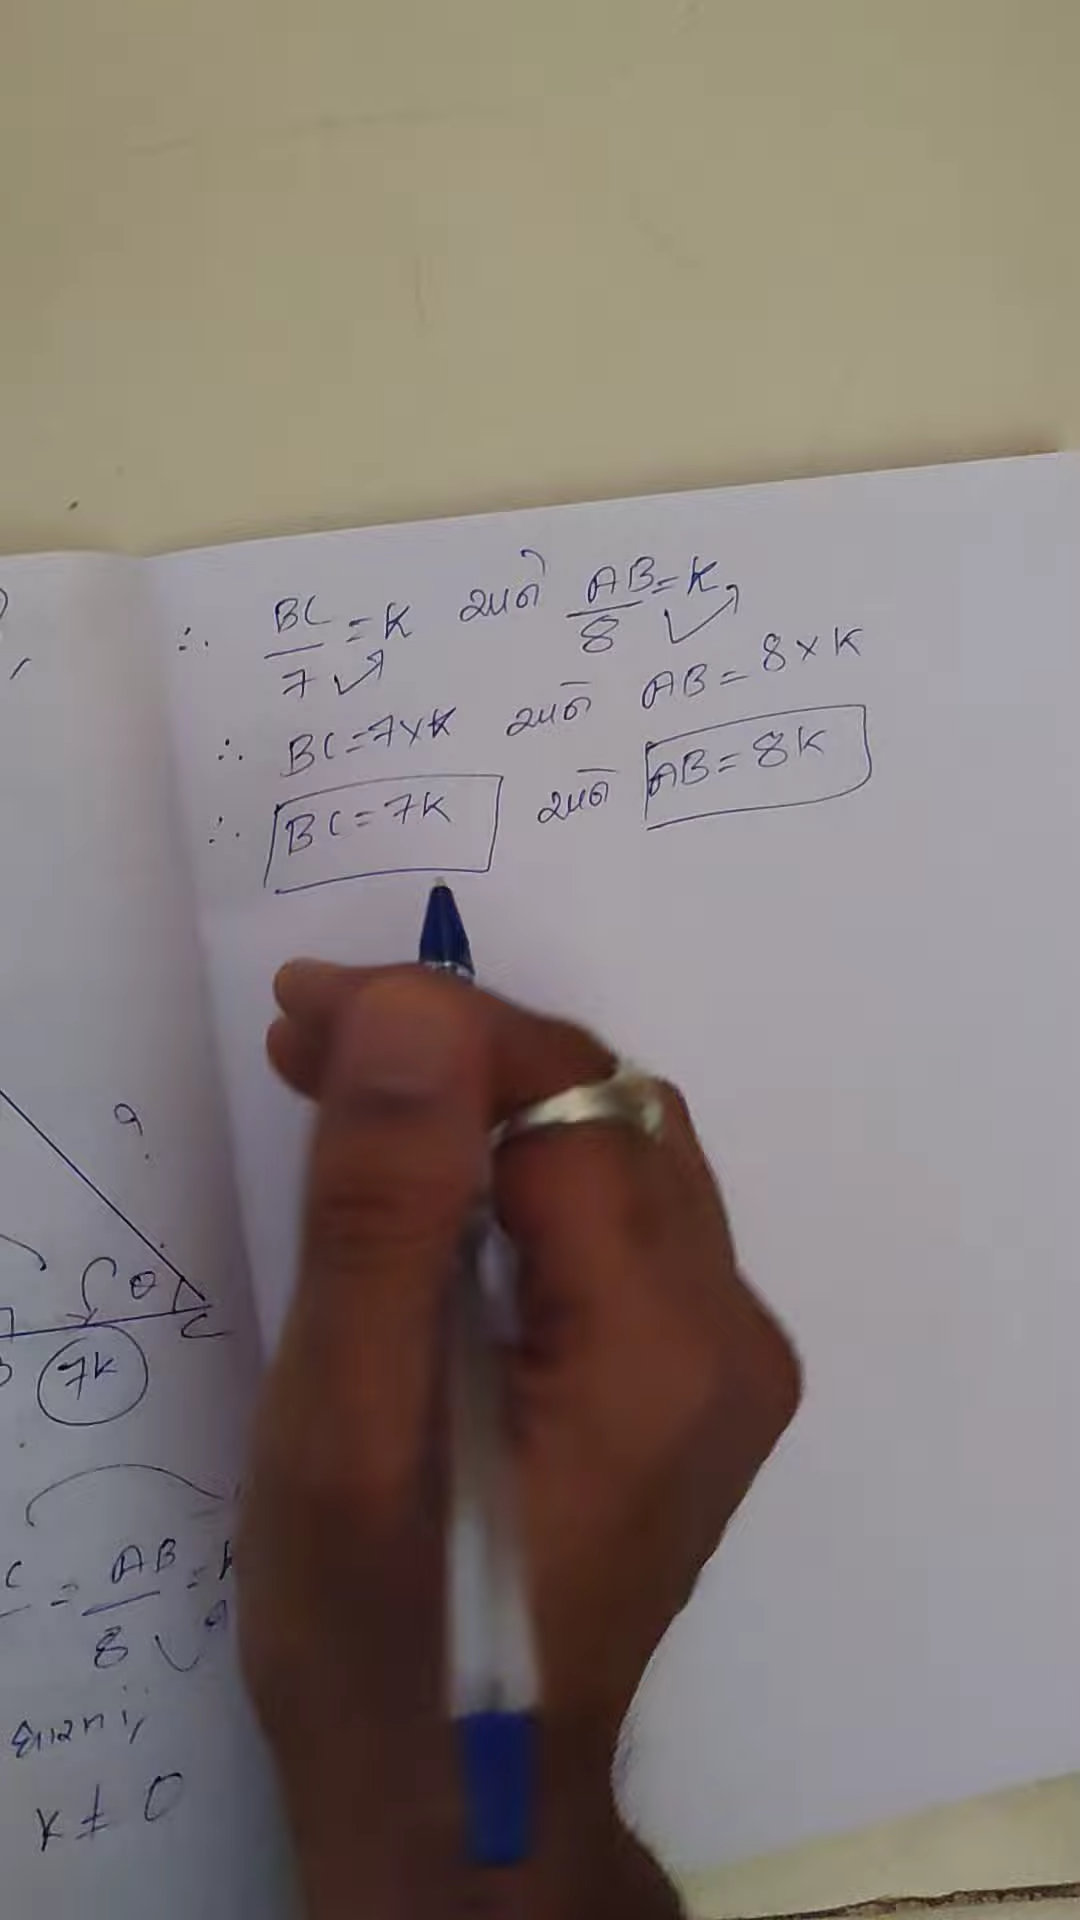 ?
θ
C
7K
AB/8 = K
ધારતાં,
K ≠ 0
∴ BC/7 = K અને AB/8 = K
∴ BC = 7×K અને AB = 8×K
∴ BC = 7K અને AB = 8K